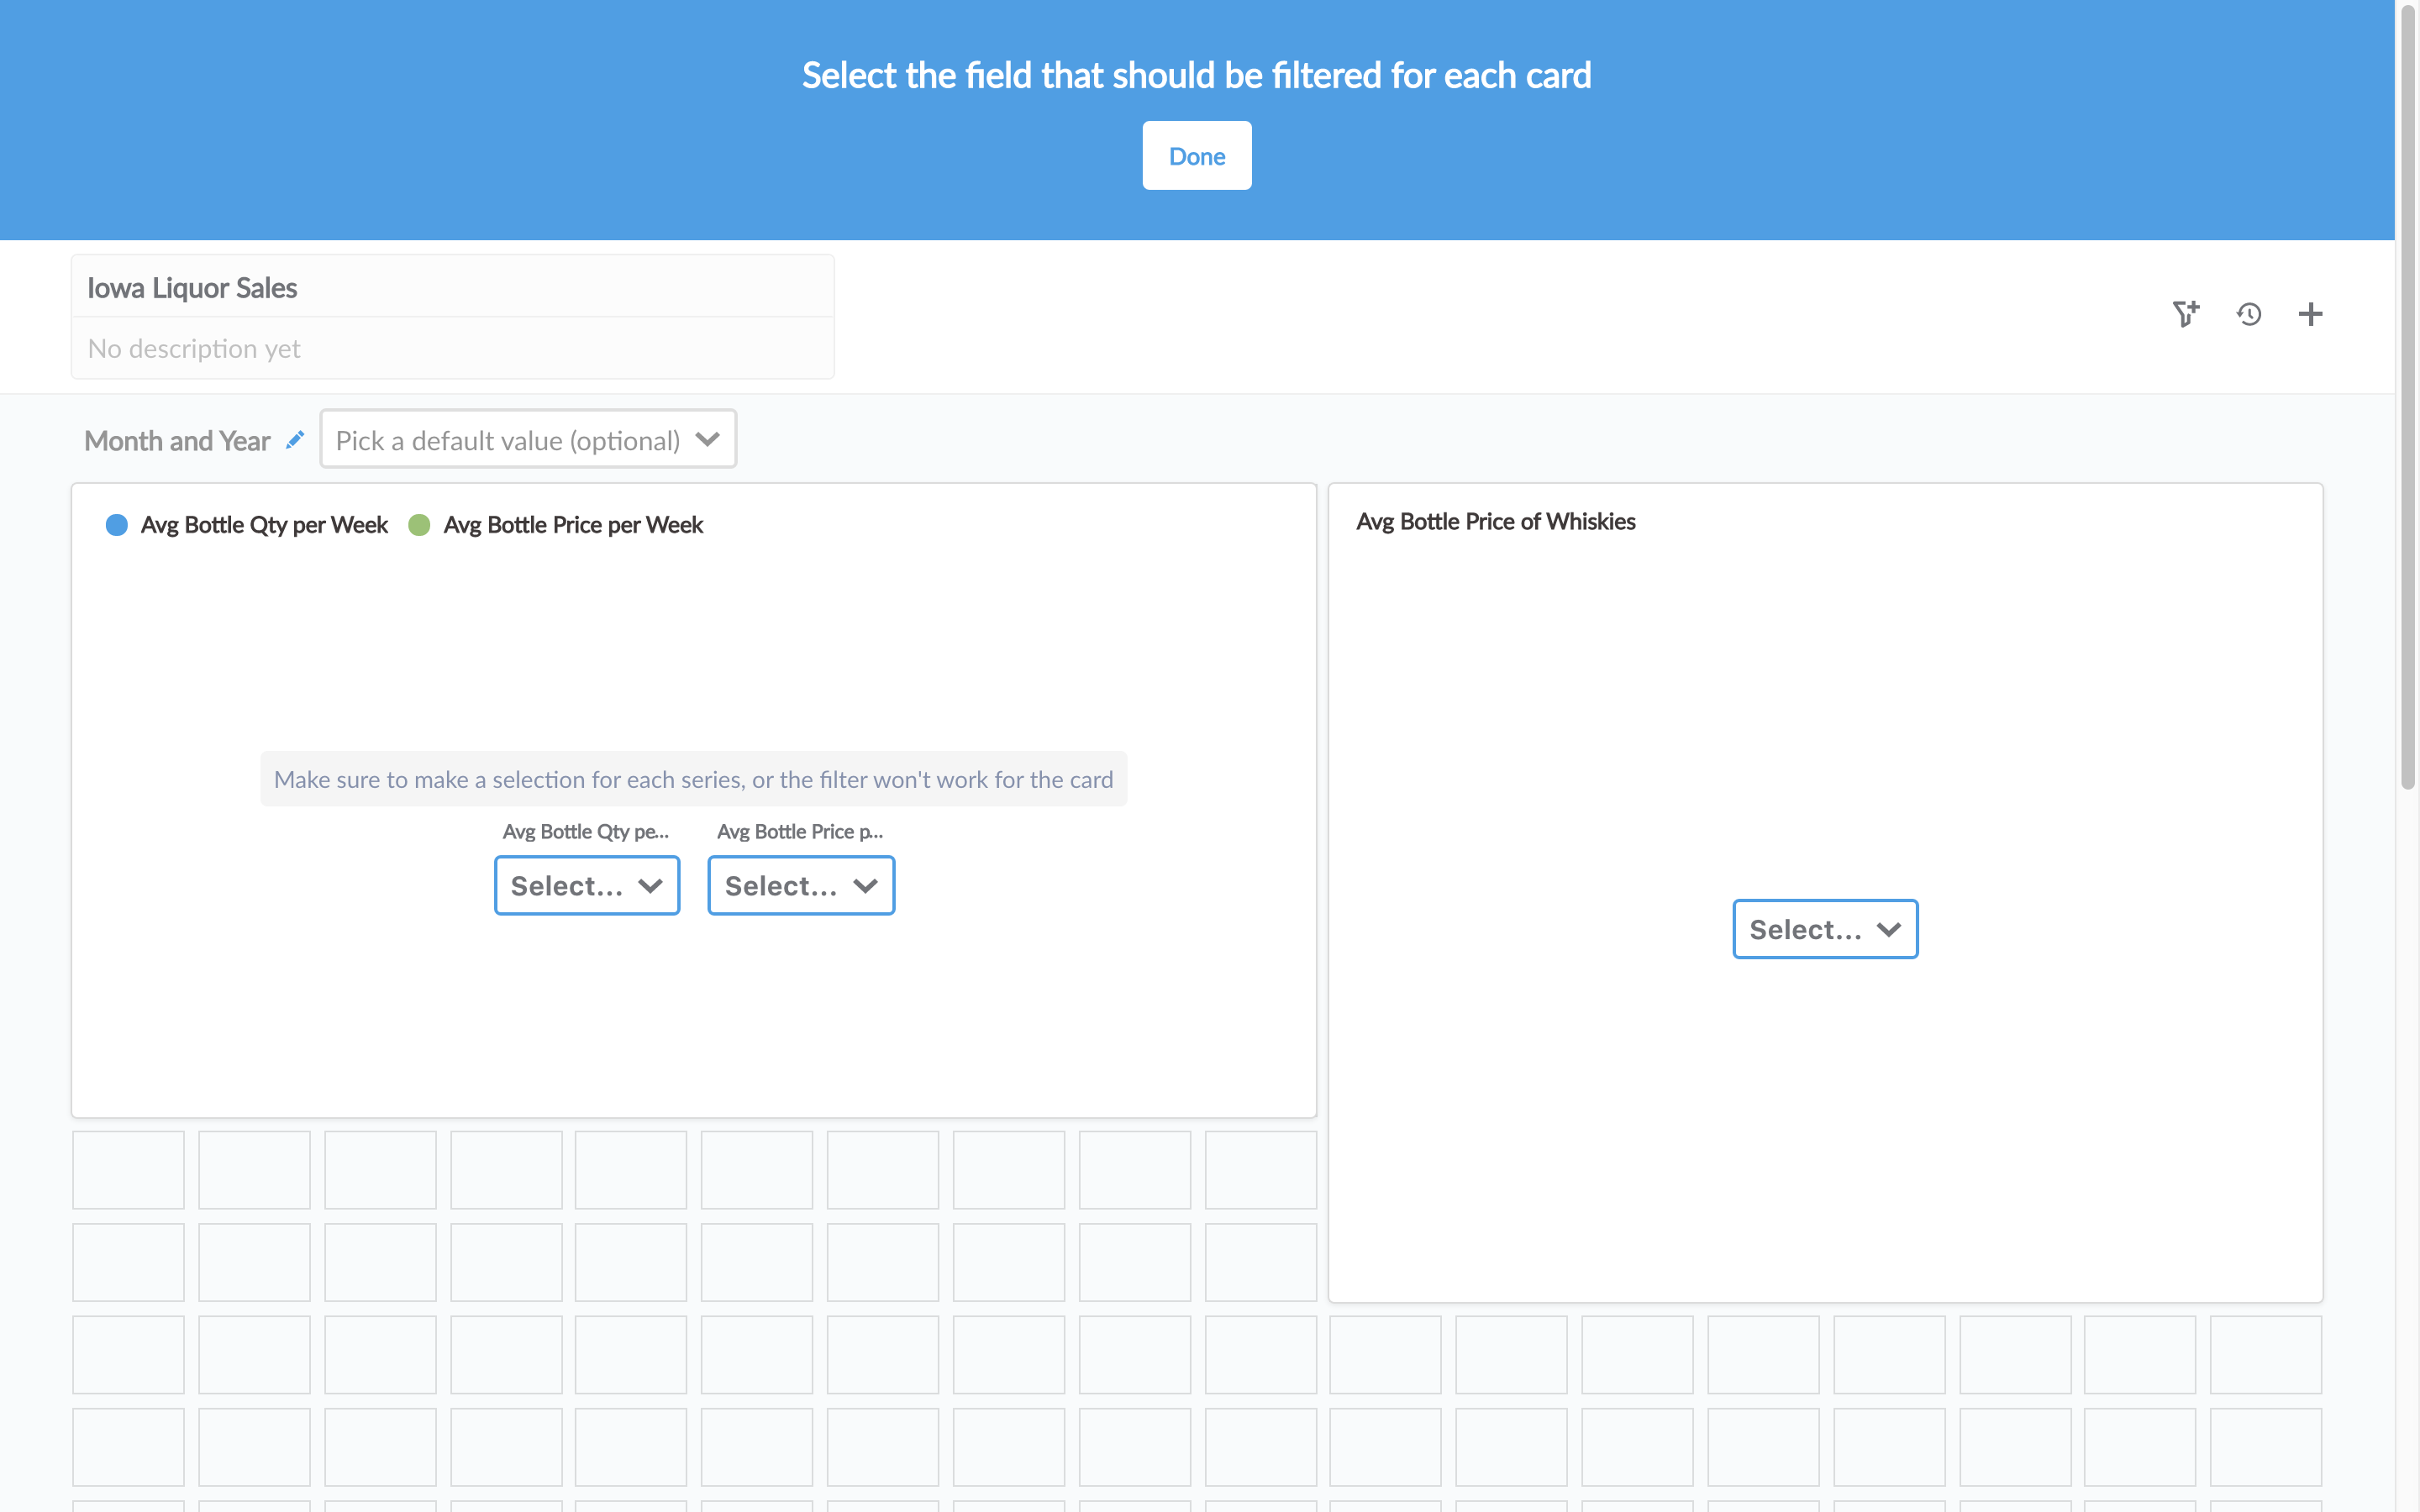 Select the field that should be filtered for each card
Done
Iowa Liquor Sales
No description yet
Month and Year
Pick a default value (optional)
Avg Bottle Qty per Week
Avg Bottle Price per Week
Avg Bottle Price of Whiskies
Make sure to make a selection for each series, or the filter won't work for the card
Avg Bottle Qty pe...
Avg Bottle Price p...
Select...
Select...
Select...